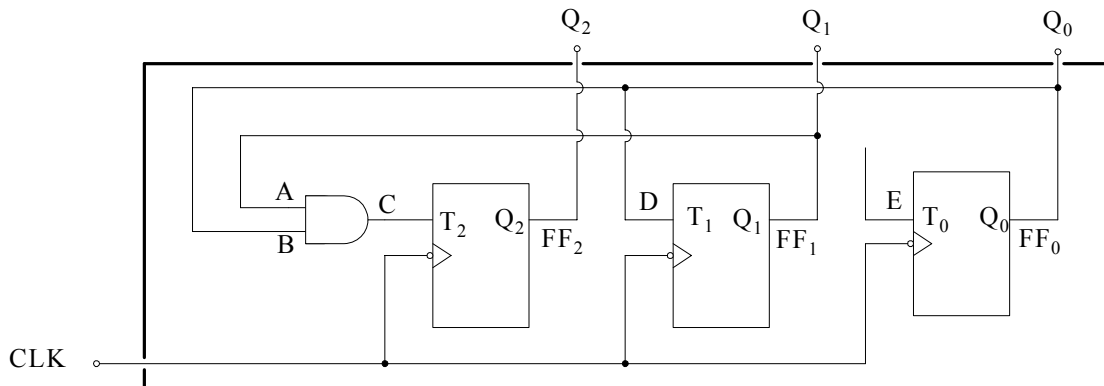 Q₂ Q₁ Q₀
A
B
C
T₂ Q₂
FF₂
D
T₁ Q₁
FF₁
E
T₀ Q₀
FF₀
CLK